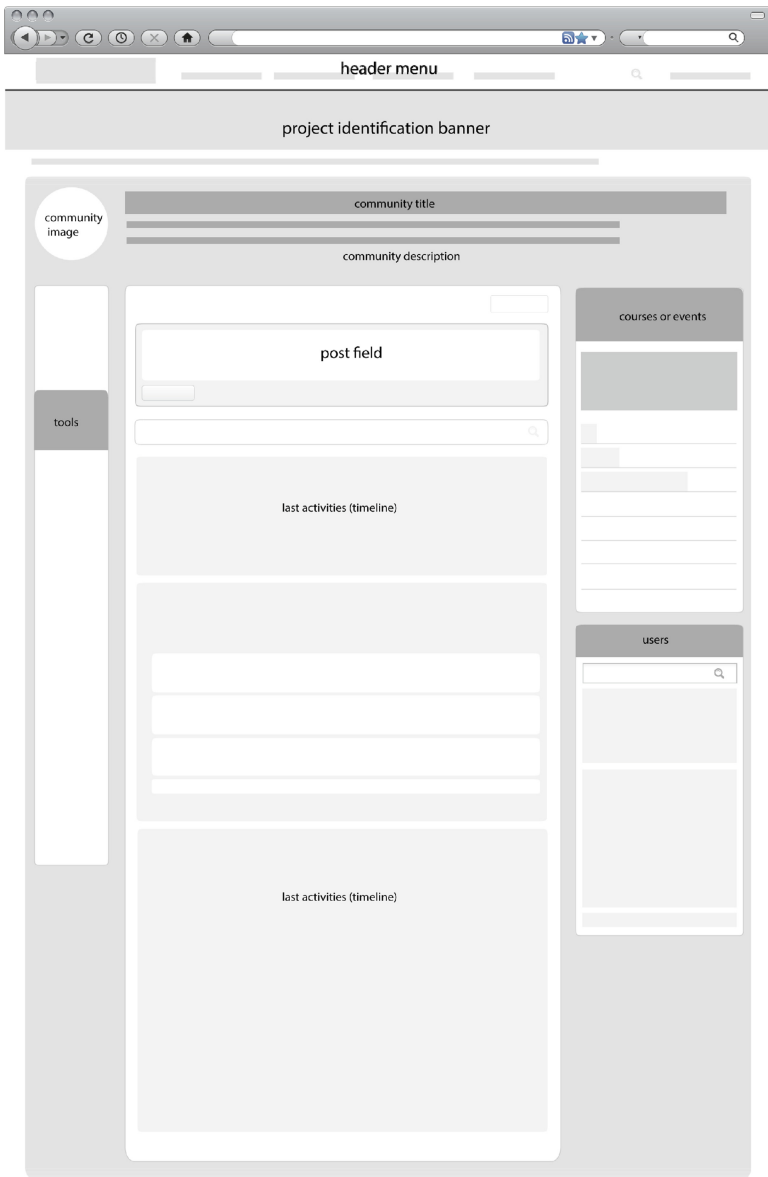 header menu
project identification banner
community
image
community title
community description
courses or events
post field
tools
last activities (timeline)
users
last activities (timeline)